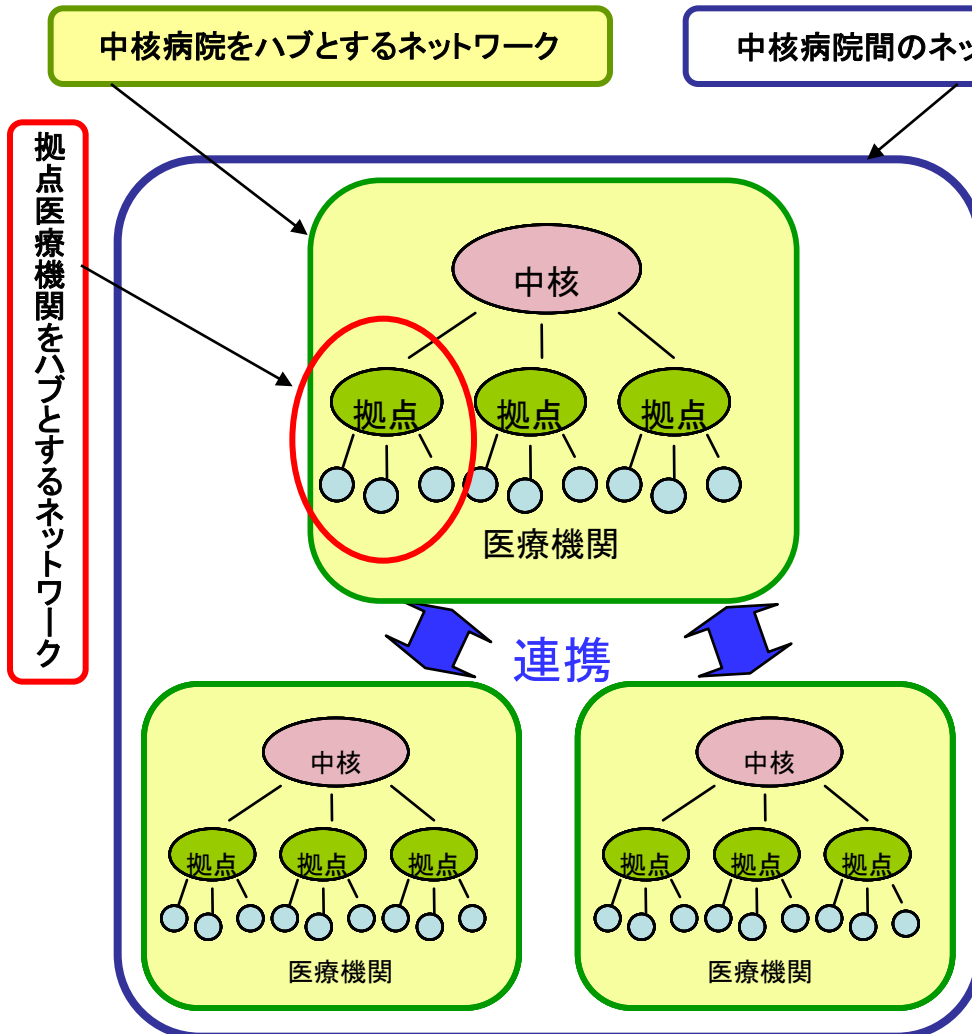 中核病院をハブとするネットワーク
中核病院間のネッ
拠点医療機関をハブとするネットワーク
中核
拠点
拠点
拠点
医療機関
連携
中核
拠点
拠点
拠点
医療機関
中核
拠点
拠点
拠点
医療機関